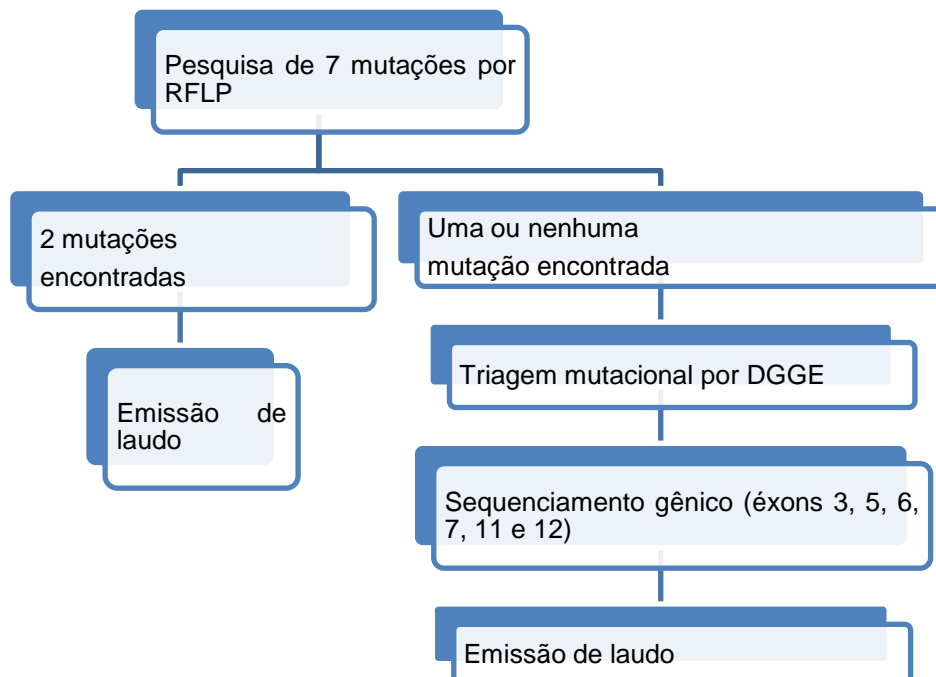 Pesquisa de 7 mutações por
RFLP
2 mutações
encontradas
Uma ou nenhuma
mutação encontrada
Emissão de
laudo
Triagem mutacional por DGGE
Sequenciamento gênico (éxons 3, 5, 6,
7, 11 e 12)
Emissão de laudo